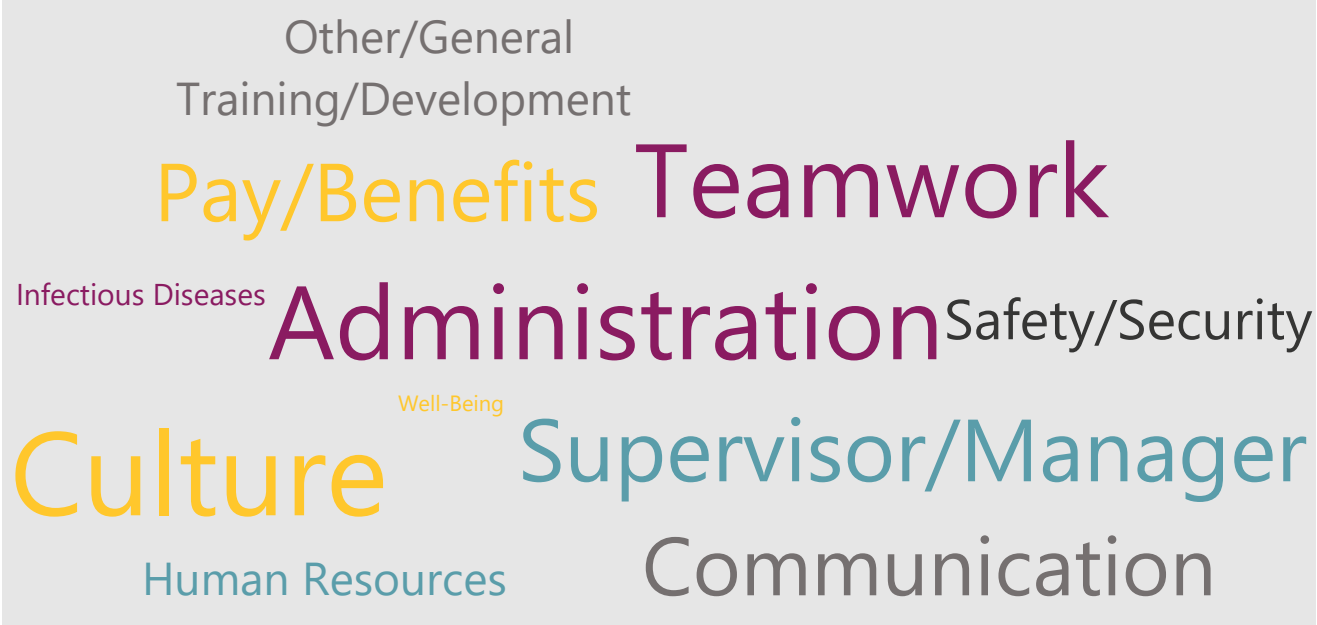 Other/General
Training/Development
Pay/Benefits
Teamwork
Infectious Diseases
Administration
Safety/Security
Well-Being
Culture
Supervisor/Manager
Human Resources
Communication